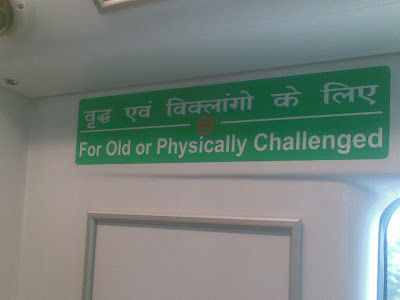 वृद्ध एवं विक्लांगो के लिए
For Old or Physically Challenged